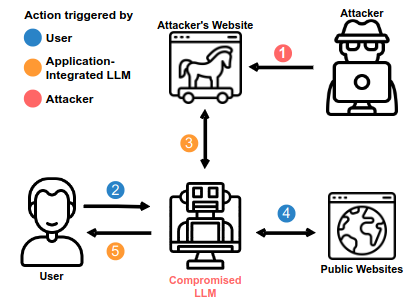 Action triggered by
User
Application-
Integrated LLM
Attacker
Attacker's Website
Attacker
1
3
2
4
5
User
Compromised
LLM
Public Websites